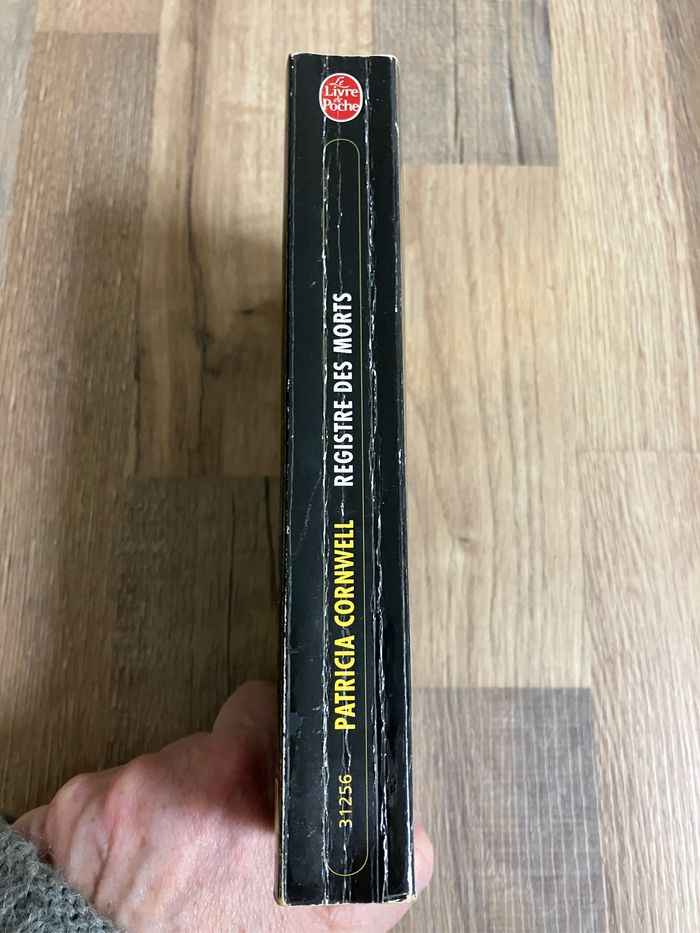 Le
Livre
de
Poche
31256
PATRICIA CORNWELL
REGISTRE DES MORTS